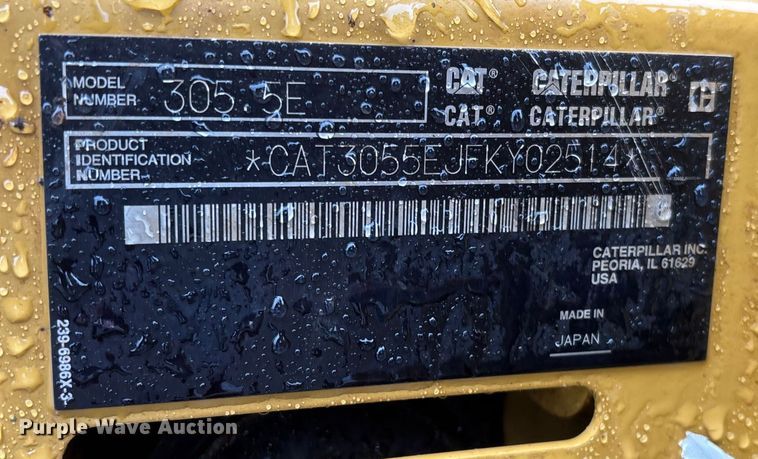 MODEL
NUMBER
305.5E
CAT® CATERPILLAR®
CAT® CATERPILLAR®
PRODUCT
IDENTIFICATION
NUMBER
*CAT3055EJFKY02514*
CATERPILLAR INC.
PEORIA, IL 61629
USA
MADE IN
JAPAN
239-6986X-3
Purple Wave Auction